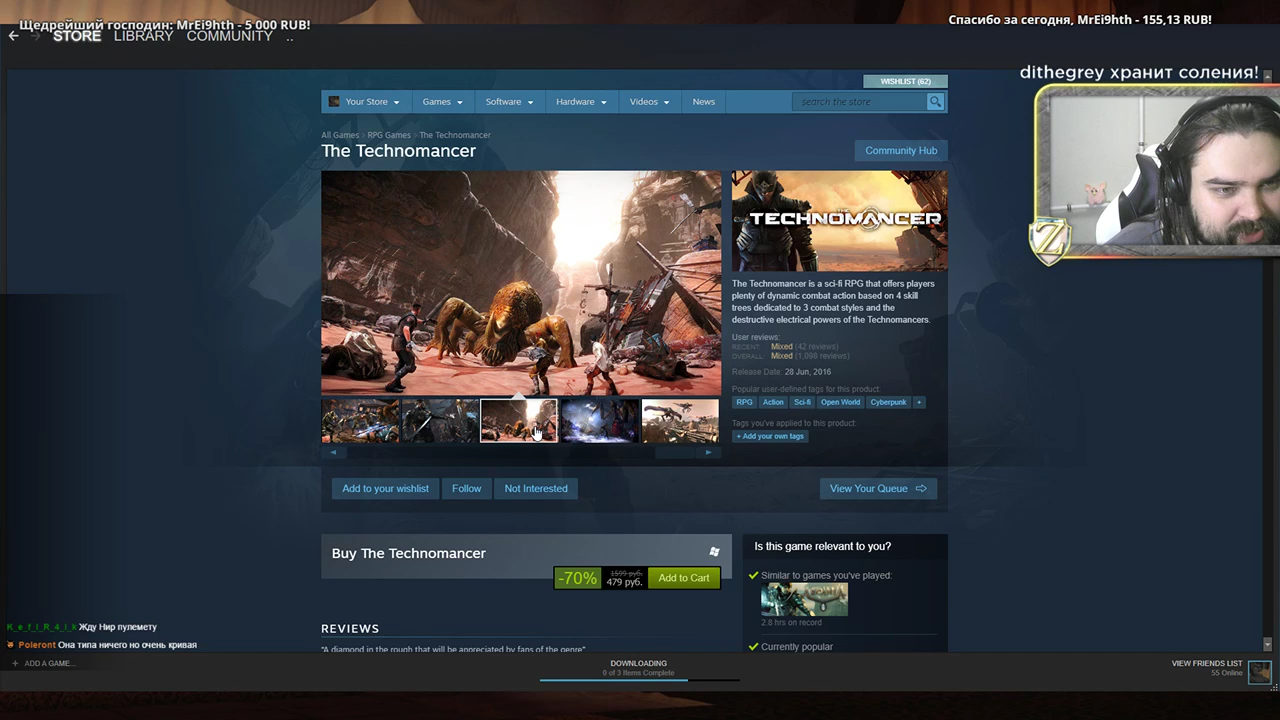 Щедрейший господин: MrEi9hth - 5 000 RUB!
Спасибо за сегодня, MrEi9hth - 155,13 RUB!
STORE LIBRARY COMMUNITY ..
dithegrey хранит соления!
WISHLIST (62)
Your Store Games Software Hardware Videos News search the store
All Games > RPG Games > The Technomancer
The Technomancer
Community Hub
THE TECHNOMANCER
The Technomancer is a sci-fi RPG that offers players
plenty of dynamic combat action based on 4 skill
trees dedicated to 3 combat styles and the
destructive electrical powers of the Technomancers.
User reviews:
RECENT: Mixed (42 reviews)
OVERALL: Mixed (1,098 reviews)
Release Date: 28 Jun, 2016
Popular user-defined tags for this product:
RPG Action Sci-fi Open World Cyberpunk +
Tags you've applied to this product:
+ Add your own tags
Add to your wishlist Follow Not Interested View Your Queue
Buy The Technomancer
-70% 1599 руб. 479 руб. Add to Cart
Is this game relevant to you?
Similar to games you've played:
ARCANIA
2.8 hrs on record
Currently popular
REVIEWS
"A diamond in the rough that will be appreciated by fans of the genre"
K_e_t_I_R_4_i_k Жду Нир пулемету
Poleront Она типа ничего но очень кривая
+ ADD A GAME...
DOWNLOADING
0 of 3 Items Complete
VIEW FRIENDS LIST
55 Online